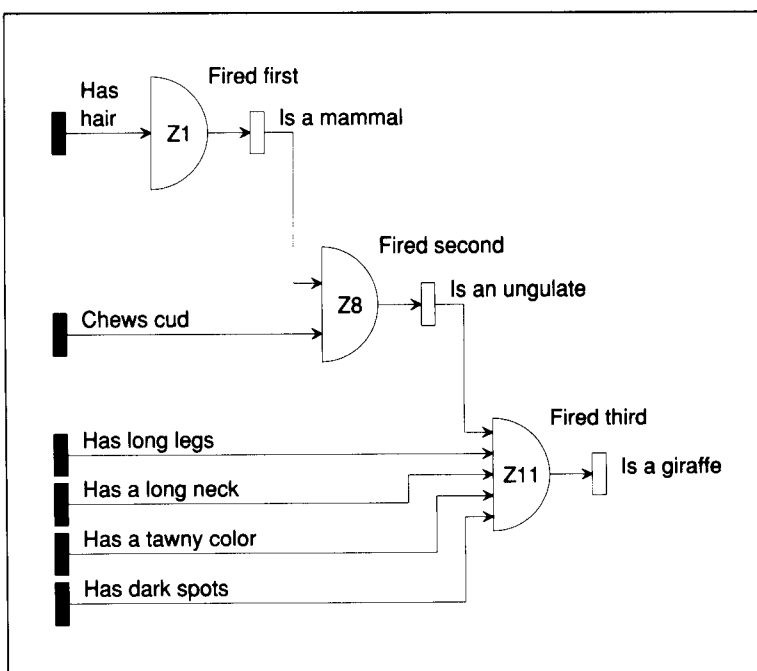 Has
hair
Z1
Fired first
Is a mammal
Fired second
Z8
Is an ungulate
Chews cud
Fired third
Has long legs
Has a long neck
Z11
Is a giraffe
Has a tawny color
Has dark spots